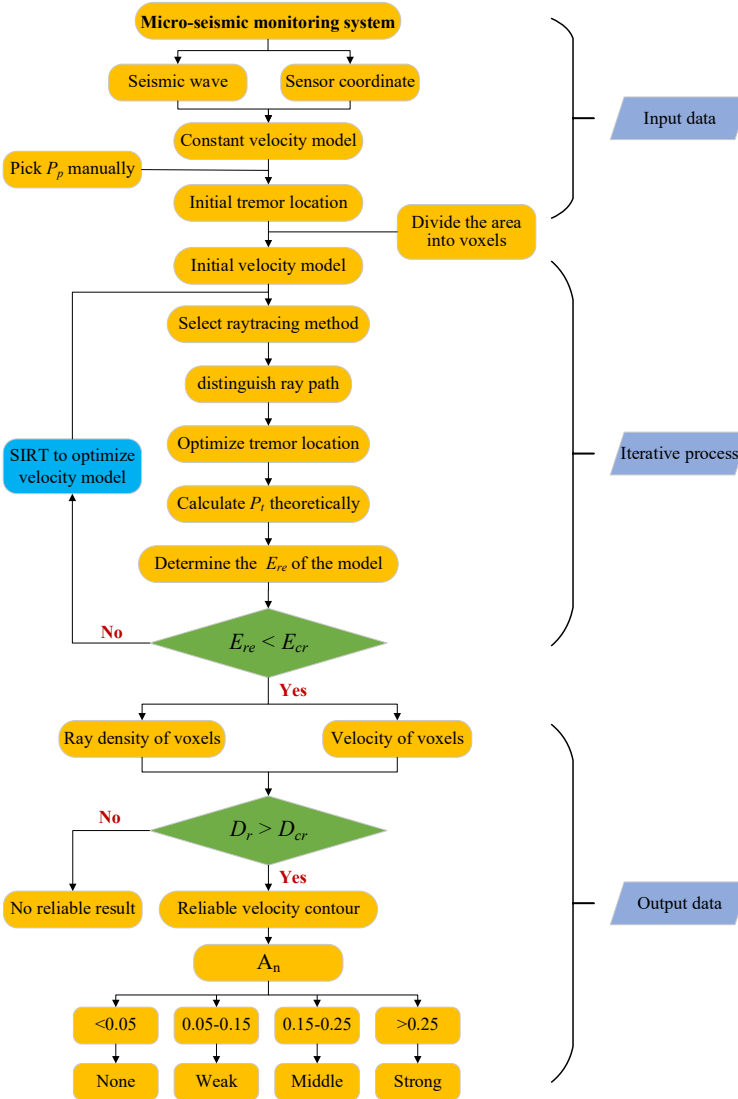 Micro-seismic monitoring system
Seismic wave
Sensor coordinate
Input data
Constant velocity model
Pick Pp manually
Initial tremor location
Divide the area
into voxels
Initial velocity model
Select raytracing method
distinguish ray path
SIRT to optimize
velocity model
Optimize tremor location
Iterative process
Calculate Pt theoretically
Determine the Ere of the model
No
Ere < Ecr
Yes
Ray density of voxels
Velocity of voxels
No
Dr > Dcr
Yes
No reliable result
Reliable velocity contour
Output data
An
<0.05
0.05-0.15
0.15-0.25
>0.25
None
Weak
Middle
Strong